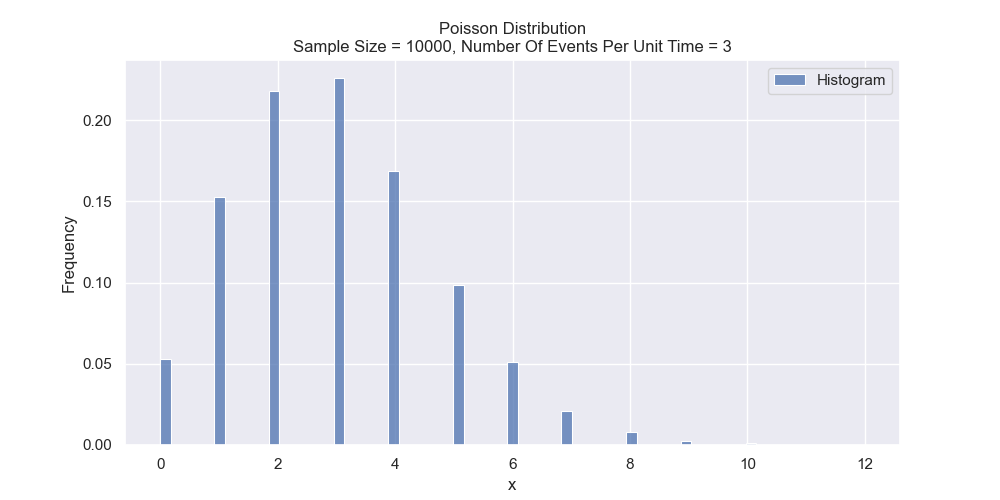 Poisson Distribution
Sample Size = 10000, Number Of Events Per Unit Time = 3
Histogram
0.20
0.15
0.10
0.05
0.00
Frequency
0 2 4 6 8 10 12
x